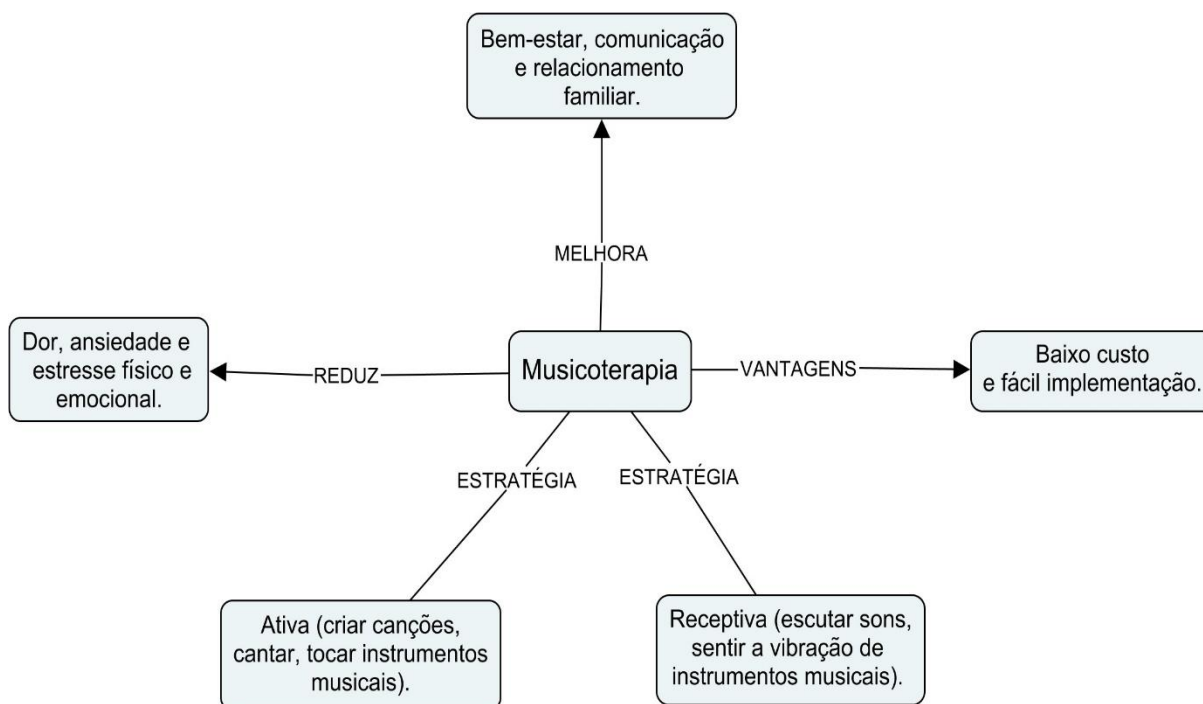 Bem-estar, comunicação
e relacionamento
familiar.
MELHORA
Dor, ansiedade e
estresse físico e
emocional.
REDUZ
Musicoterapia
VANTAGENS
Baixo custo
e fácil implementação.
ESTRATÉGIA
ESTRATÉGIA
Ativa (criar canções,
cantar, tocar instrumentos
musicais).
Receptiva (escutar sons,
sentir a vibração de
instrumentos musicais).